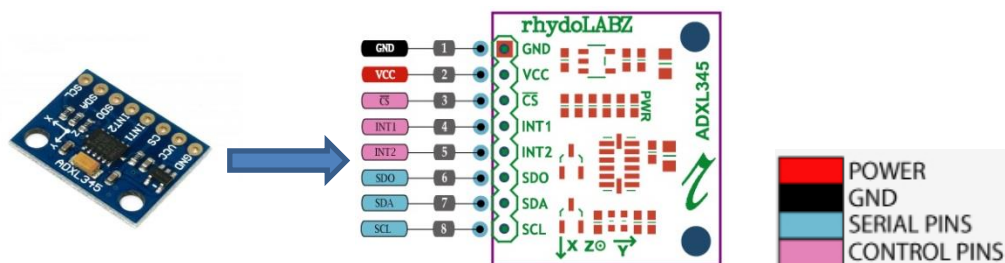 SCL
SDA
SDO
INT2
INT1
CS
VCC
GND
X
Y
Z
ADXL345
rhydoLABZ
GND 1 GND
VCC 2 VCC
CS 3 CS
INT1 4 INT1
INT2 5 INT2
SDO 6 SDO
SDA 7 SDA
SCL 8 SCL
PWR
ADXL345
X Z Y
POWER
GND
SERIAL PINS
CONTROL PINS